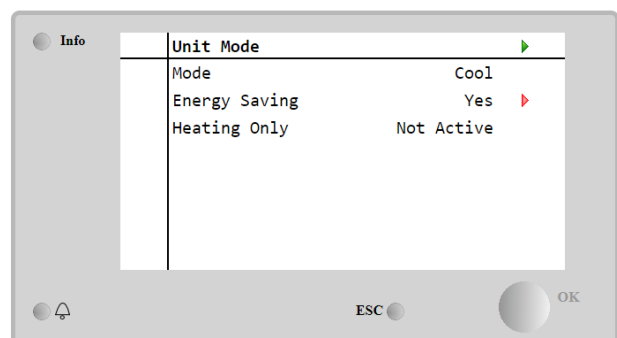 Info
Unit Mode
Mode Cool
Energy Saving Yes
Heating Only Not Active
ESC
OK